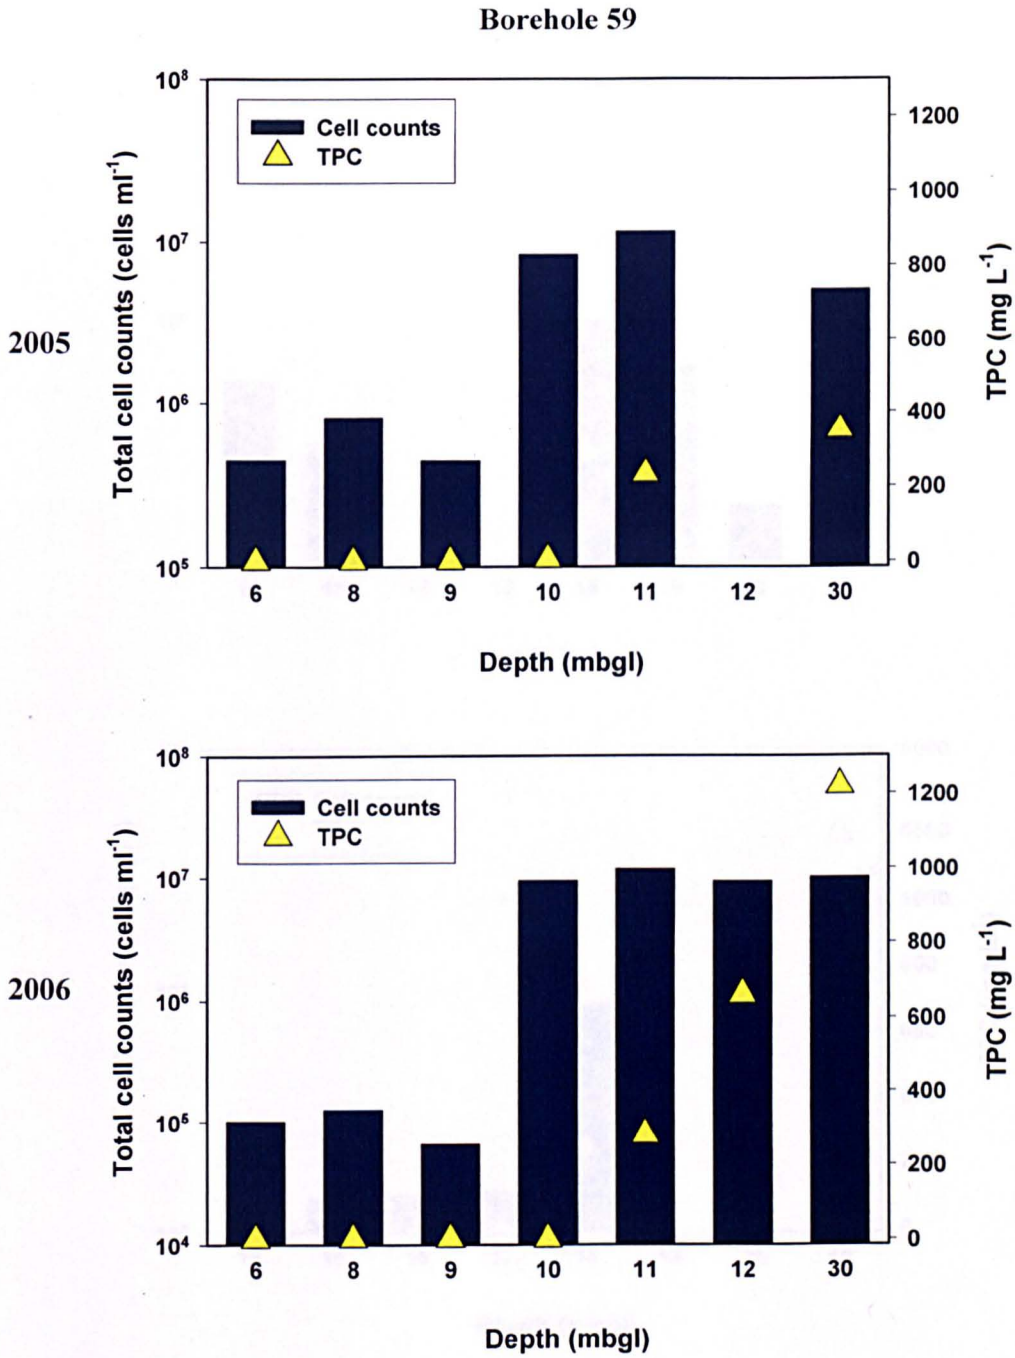 Borehole 59
2005
10⁸
10⁷
10⁶
10⁵
Total cell counts (cells ml⁻¹)
Cell counts
TPC
1200
1000
800
600
400
200
0
TPC (mg L⁻¹)
6 8 9 10 11 12 30
Depth (mbgl)
2006
10⁸
10⁷
10⁶
10⁵
10⁴
Total cell counts (cells ml⁻¹)
Cell counts
TPC
1200
1000
800
600
400
200
0
TPC (mg L⁻¹)
6 8 9 10 11 12 30
Depth (mbgl)